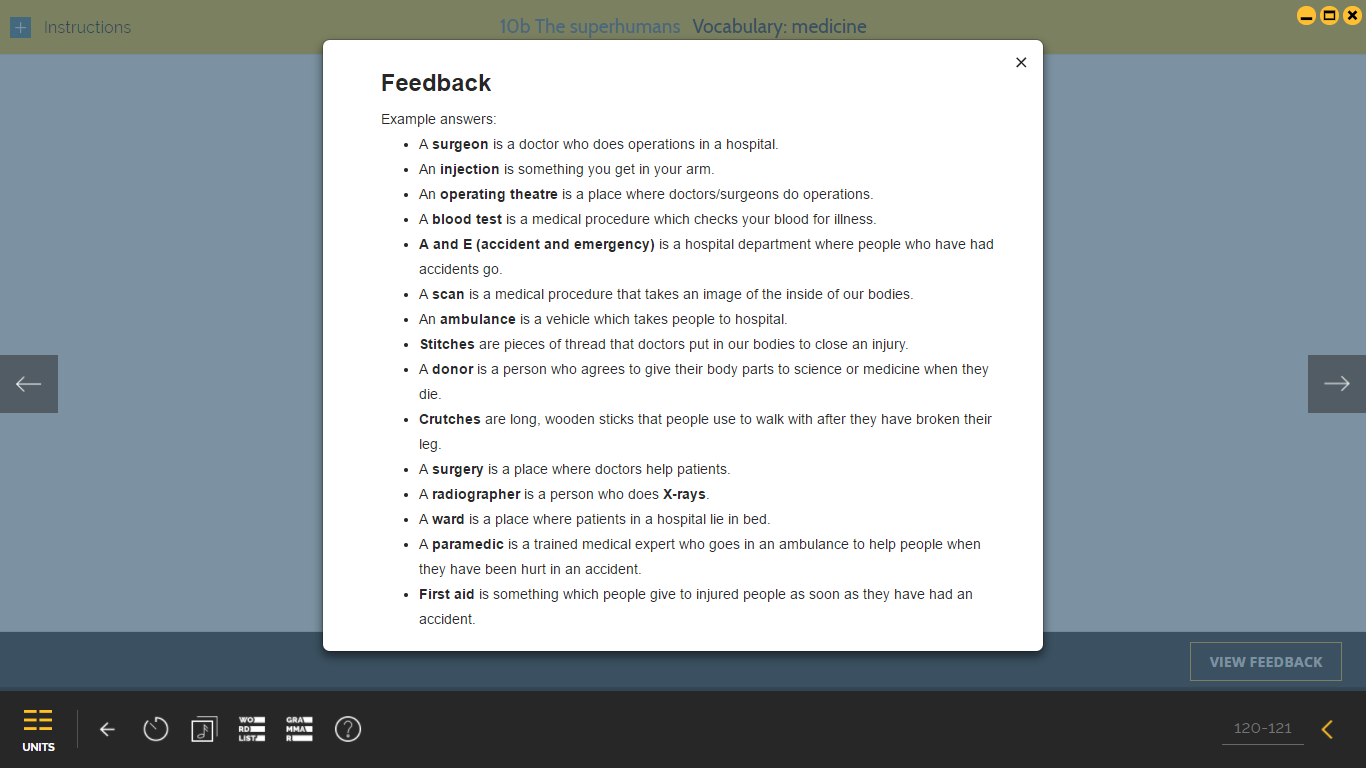 Instructions
10b The superhumans Vocabulary: medicine
Feedback
Example answers:
• A surgeon is a doctor who does operations in a hospital.
• An injection is something you get in your arm.
• An operating theatre is a place where doctors/surgeons do operations.
• A blood test is a medical procedure which checks your blood for illness.
• A and E (accident and emergency) is a hospital department where people who have had
accidents go.
• A scan is a medical procedure that takes an image of the inside of our bodies.
• An ambulance is a vehicle which takes people to hospital.
• Stitches are pieces of thread that doctors put in our bodies to close an injury.
• A donor is a person who agrees to give their body parts to science or medicine when they
die.
• Crutches are long, wooden sticks that people use to walk with after they have broken their
leg.
• A surgery is a place where doctors help patients.
• A radiographer is a person who does X-rays.
• A ward is a place where patients in a hospital lie in bed.
• A paramedic is a trained medical expert who goes in an ambulance to help people when
they have been hurt in an accident.
• First aid is something which people give to injured people as soon as they have had an
accident.
VIEW FEEDBACK
UNITS
WO
RD
LIST
GRA
MMA
R
?
120-121